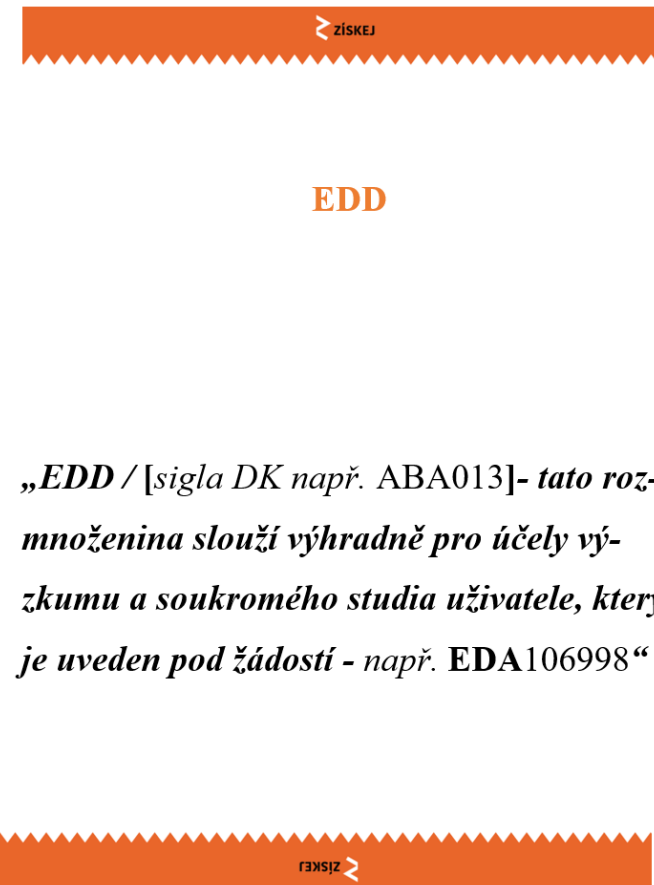 ZÍSKEJ
EDD
„EDD / [sigla DK např. ABA013]- tato roz-
množenina slouží výhradně pro účely vý-
zkumu a soukromého studia uživatele, který
je uveden pod žádostí - např. EDA106998“
ZÍSKEJ